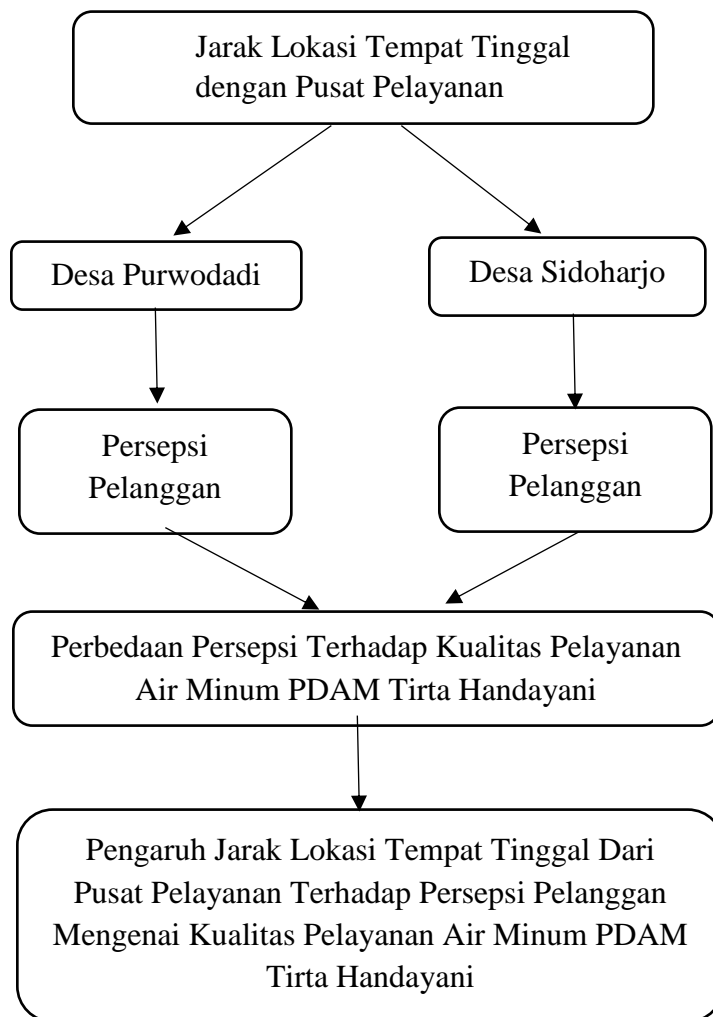 Jarak Lokasi Tempat Tinggal
dengan Pusat Pelayanan
Desa Purwodadi
Desa Sidoharjo
Persepsi
Pelanggan
Persepsi
Pelanggan
Perbedaan Persepsi Terhadap Kualitas Pelayanan
Air Minum PDAM Tirta Handayani
Pengaruh Jarak Lokasi Tempat Tinggal Dari
Pusat Pelayanan Terhadap Persepsi Pelanggan
Mengenai Kualitas Pelayanan Air Minum PDAM
Tirta Handayani